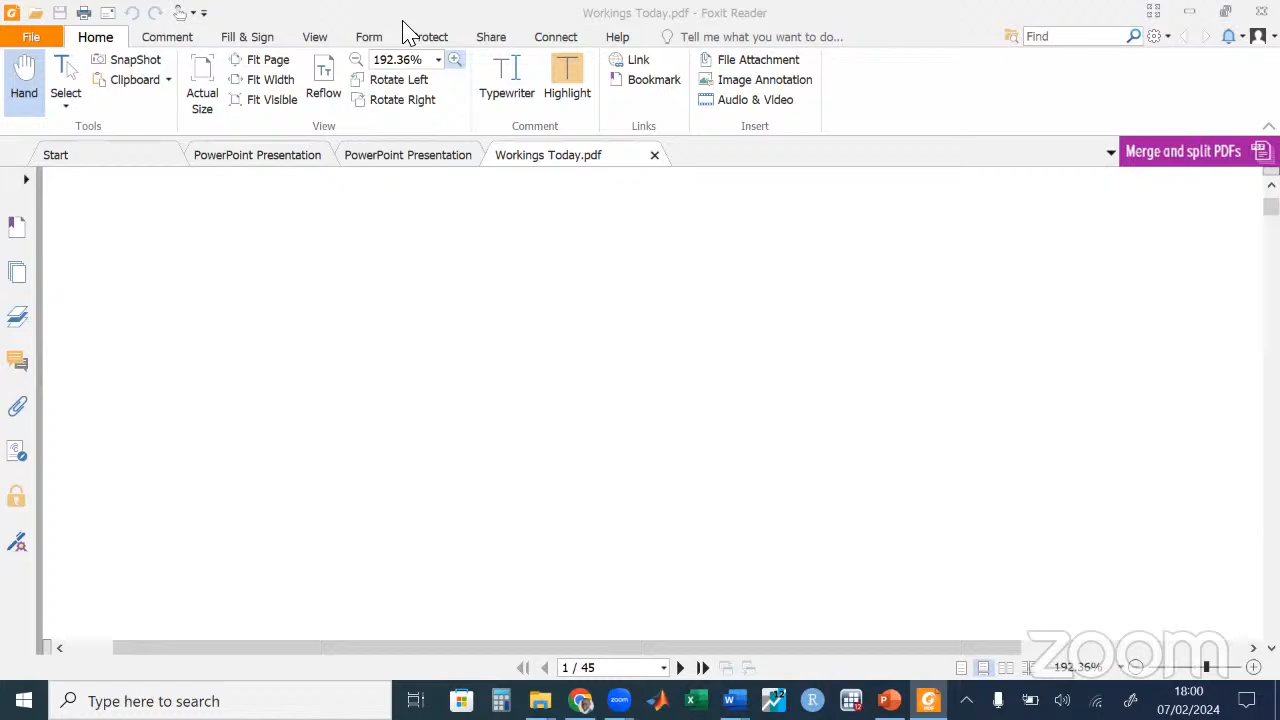 Workings Today.pdf - Foxit Reader
File Home Comment Fill & Sign View Form Protect Share Connect Help Tell me what you want to do... Find
Hand
Select
SnapShot
Clipboard
Tools
Actual Size
Fit Page
Fit Width
Fit Visible
Reflow
192.36%
Rotate Left
Rotate Right
View
Typewriter
Highlight
Comment
Link
Bookmark
Links
File Attachment
Image Annotation
Audio & Video
Insert
Start PowerPoint Presentation PowerPoint Presentation Workings Today.pdf Merge and split PDFs
1 / 45 192.36%
zoom
Type here to search
18:00
07/02/2024